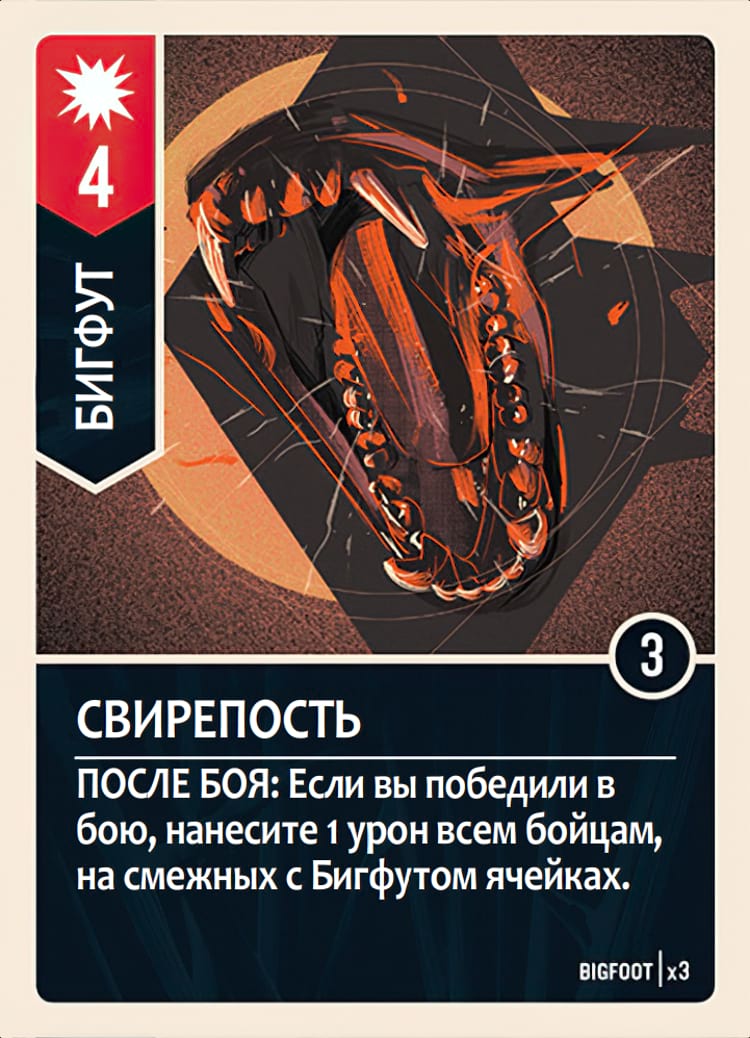 4
БИГФУТ
3
СВИРЕПОСТЬ
ПОСЛЕ БОЯ: Если вы победили в
бою, нанесите 1 урон всем бойцам,
на смежных с Бигфутом ячейках.
BIGFOOT | x3